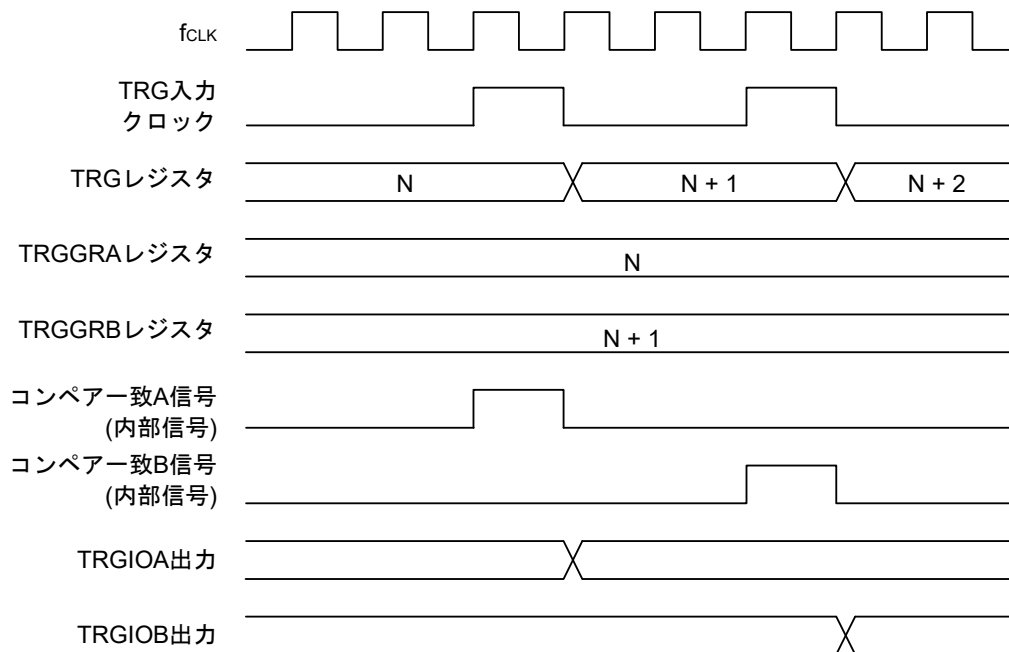 fCLK
TRG入力
クロック
TRGレジスタ
N
N + 1
N + 2
TRGGRAレジスタ
N
TRGGRBレジスタ
N + 1
コンペア一致A信号
(内部信号)
コンペア一致B信号
(内部信号)
TRGIOA出力
TRGIOB出力